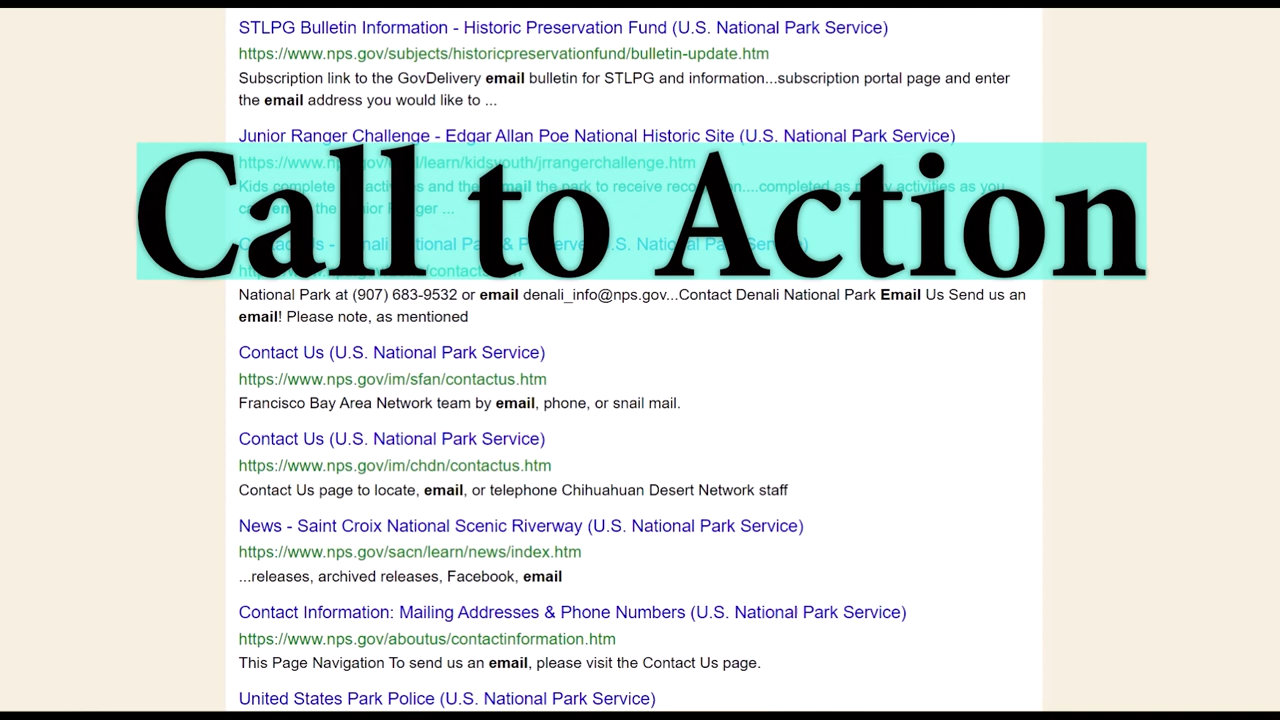 STLPG Bulletin Information - Historic Preservation Fund (U.S. National Park Service)
https://www.nps.gov/subjects/historicpreservationfund/bulletin-update.htm
Subscription link to the GovDelivery email bulletin for STLPG and information...subscription portal page and enter
the email address you would like to ...
Junior Ranger Challenge - Edgar Allan Poe National Historic Site (U.S. National Park Service)
Call to Action
/learn/kidsyouth/jrrangerchallenge.htm
National Park at (907) 683-9532 or email denali_info@nps.gov...Contact Denali National Park Email Us Send us an
email! Please note, as mentioned
Contact Us (U.S. National Park Service)
https://www.nps.gov/im/sfan/contactus.htm
Francisco Bay Area Network team by email, phone, or snail mail.
Contact Us (U.S. National Park Service)
https://www.nps.gov/im/chdn/contactus.htm
Contact Us page to locate, email, or telephone Chihuahuan Desert Network staff
News - Saint Croix National Scenic Riverway (U.S. National Park Service)
https://www.nps.gov/sacn/learn/news/index.htm
...releases, archived releases, Facebook, email
Contact Information: Mailing Addresses & Phone Numbers (U.S. National Park Service)
https://www.nps.gov/aboutus/contactinformation.htm
This Page Navigation To send us an email, please visit the Contact Us page.
United States Park Police (U.S. National Park Service)